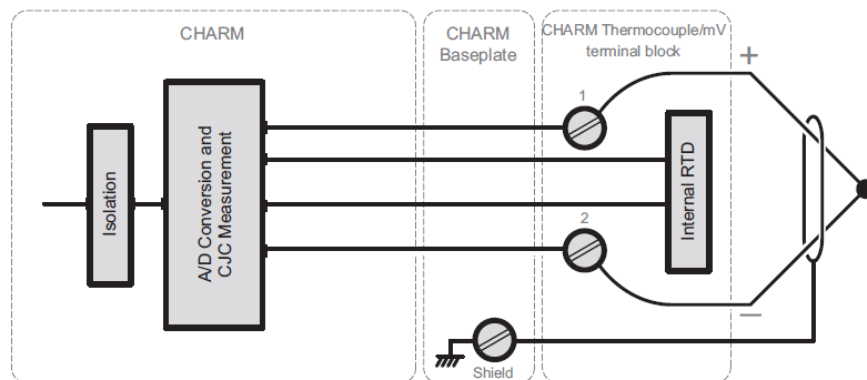 CHARM
CHARM
Baseplate
CHARM Thermocouple/mV
terminal block
Isolation
A/D Conversion and
CJC Measurement
1
2
Internal RTD
+
—
Shield